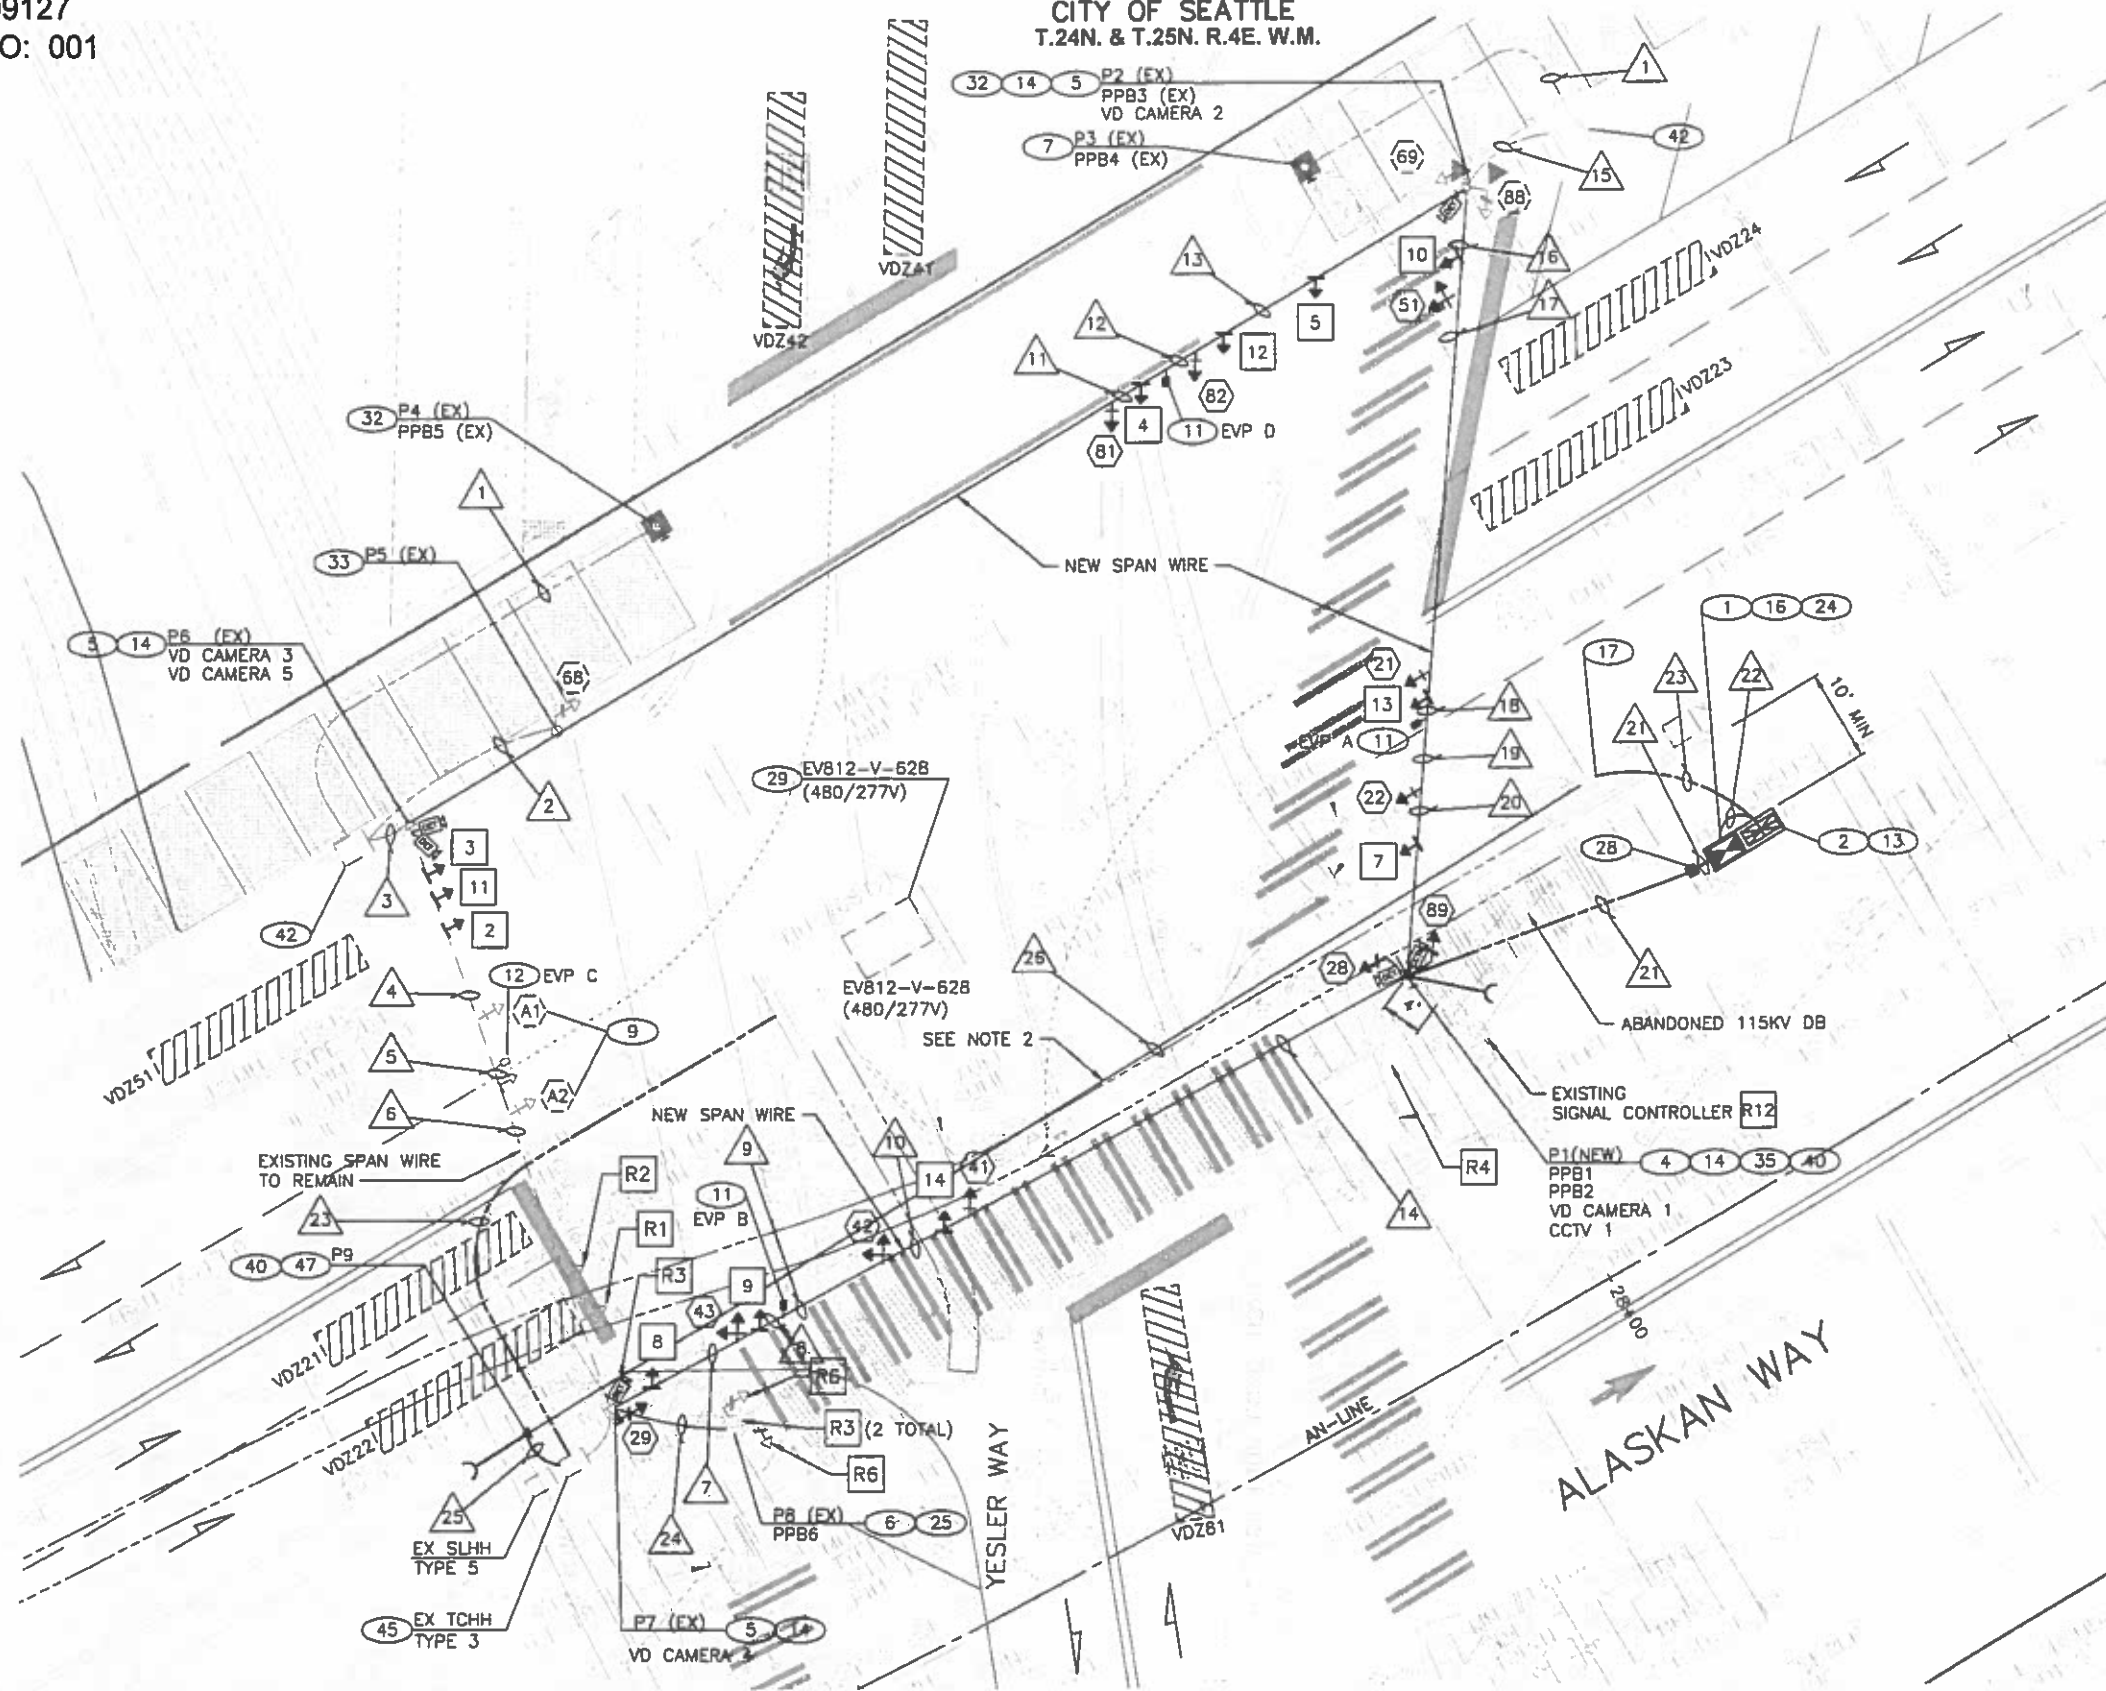 09127
O: 001
CITY OF SEATTLE
T.24N. & T.25N. R.4E. W.M.
32 14 5 P2 (EX)
PPB3 (EX)
VD CAMERA 2
7 P3 (EX)
PPB4 (EX)
1
42
69
15
88
VDZ41
VDZ42
13
10
16
VDZ24
51
17
12
5
11
12
82
VDZ23
4
11 EVP D
81
32 P4 (EX)
PPB5 (EX)
1
33 P5 (EX)
NEW SPAN WIRE
5 14 P6 (EX)
VD CAMERA 3
VD CAMERA 5
68
1 16 24
17
21
13
18
23
22
10' MIN
21
EVP A 11
19
2
29 EV812-V-628
(480/277V)
22
20
3
7
28
2 13
11
3
42
2
89
26
28
21
12 EVP C
4
A1
9
EV812-V-628
(480/277V)
ABANDONED 115KV DB
SEE NOTE 2
5
A2
VDZ51
6
NEW SPAN WIRE
EXISTING
SIGNAL CONTROLLER R12
9
10
EXISTING SPAN WIRE
TO REMAIN
R2
14
41
R4
P1(NEW) 4 14 35 40
PPB1
PPB2
VD CAMERA 1
CCTV 1
11
EVP B
23
R1
42
14
40 47 P9
R3
9
43
28+00
8
8
VDZ21
R6
ALASKAN WAY
VDZ22
29
R3 (2 TOTAL)
AN-LINE
R6
7
YESLER WAY
25
24
P8 (EX) 6 25
PPB6
VDZ81
EX SLHH
TYPE 5
45 EX TCHH
TYPE 3
P7 (EX) 5 14
VD CAMERA 4